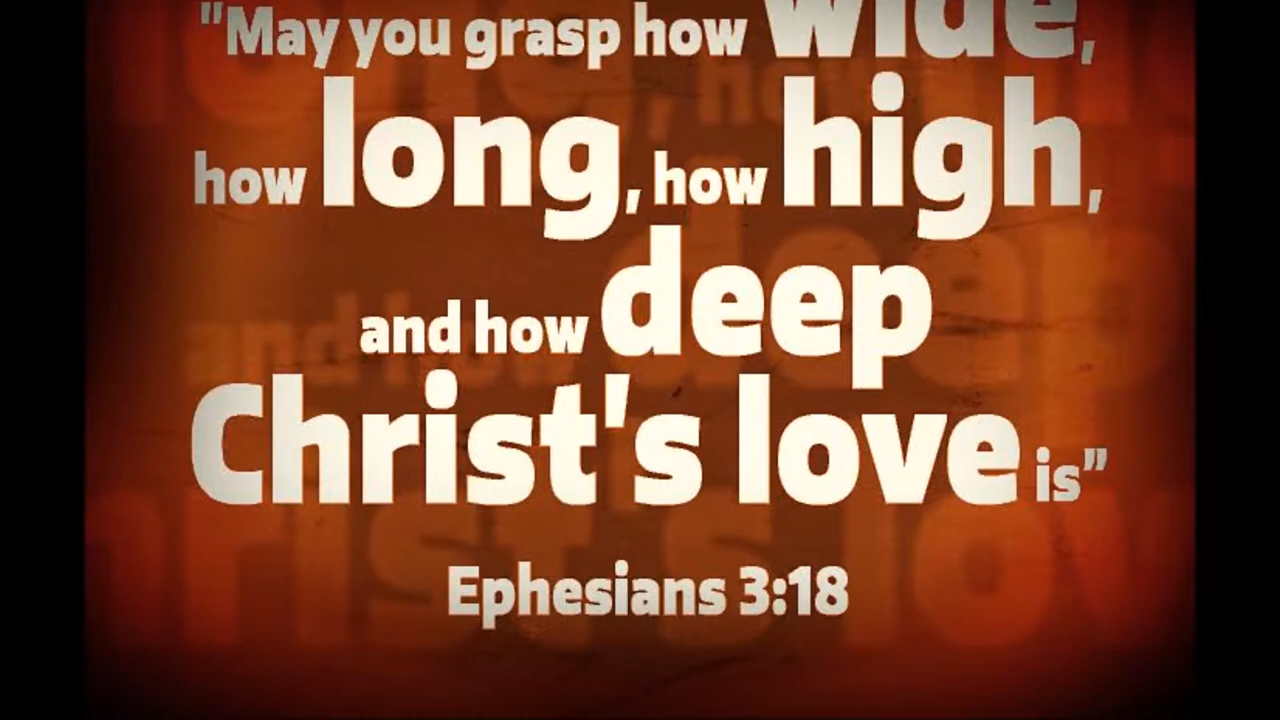 "May you grasp how wide,
how long, how high,
and how deep
Christ's love is”
Ephesians 3:18